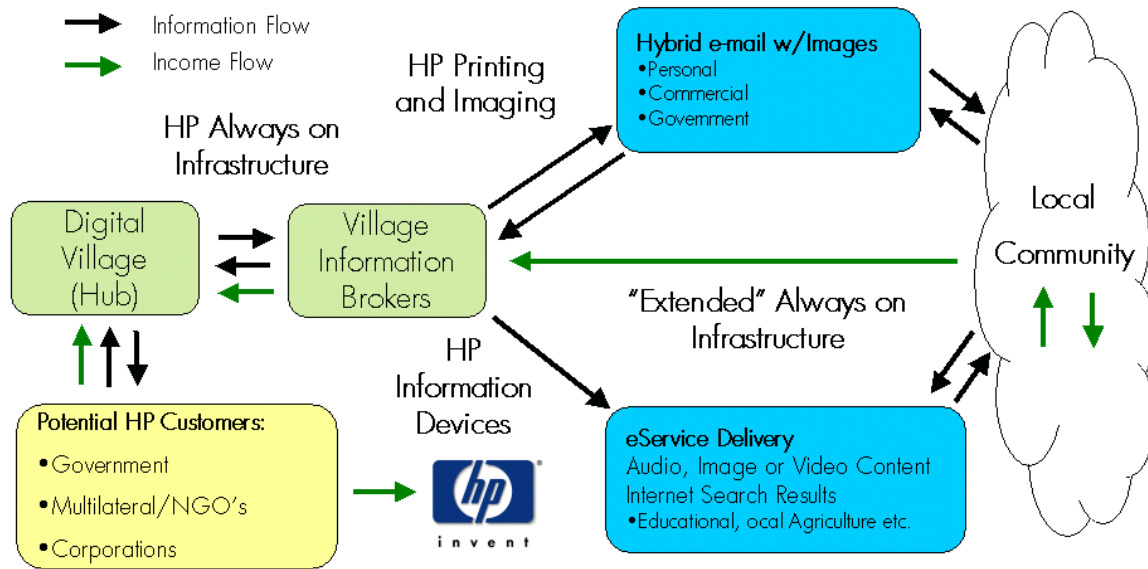 Information Flow
Income Flow
HP Printing
and Imaging
HP Always on
Infrastructure
Hybrid e-mail w/Images
•Personal
•Commercial
•Government
Digital
Village
(Hub)
Village
Information
Brokers
Local
Community
"Extended" Always on
Infrastructure
HP
Information
Devices
Potential HP Customers:
•Government
•Multilateral/NGO's
•Corporations
hp
®
invent
eService Delivery
Audio, Image or Video Content
Internet Search Results
•Educational, ocal Agriculture etc.